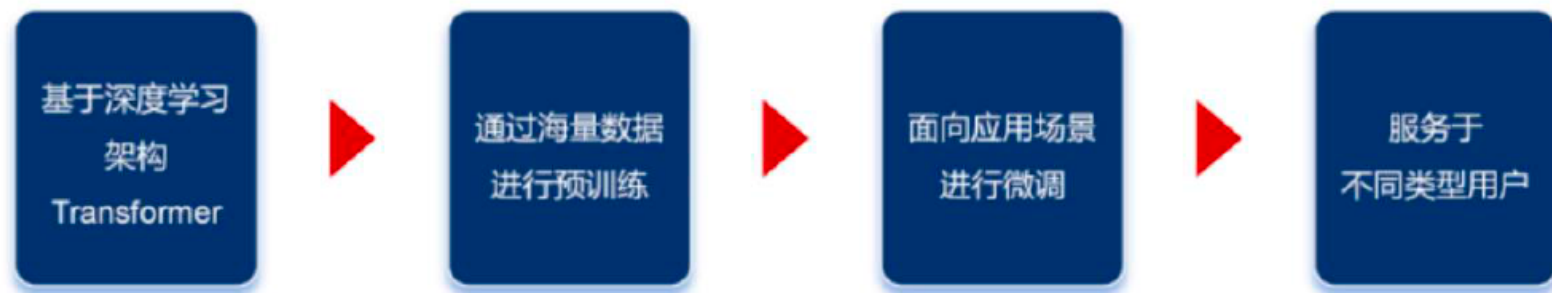 基于深度学习
架构
Transformer
通过海量数据
进行预训练
面向应用场景
进行微调
服务于
不同类型用户